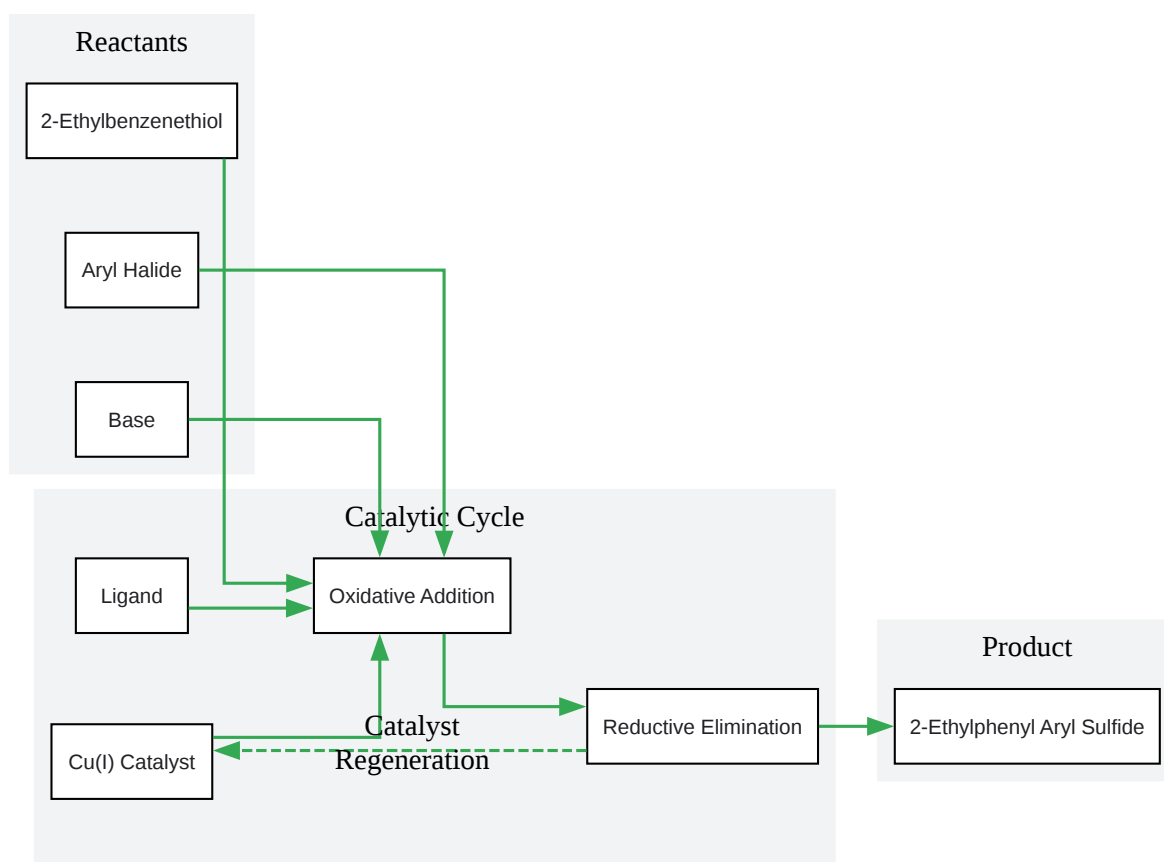 Reactants
2-Ethylbenzenethiol
Aryl Halide
Base
Catalytic Cycle
Ligand
Oxidative Addition
Cu(I) Catalyst
Catalyst
Regeneration
Reductive Elimination
Product
2-Ethylphenyl Aryl Sulfide